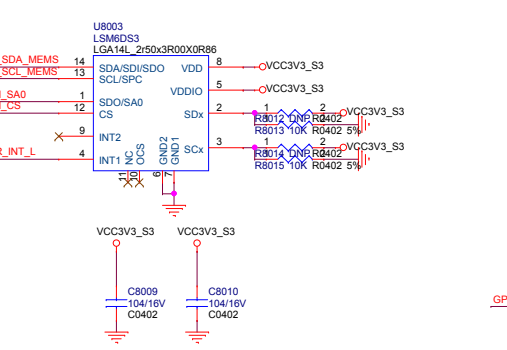 U8003
LSM6DS3
LGA14L_2r50x3R00X0R86
_SDA_MEMS 14 SDA/SDI/SDO VDD 8 VCC3V3_S3
_SCL_MEMS 13 SCL/SPC
VDDIO 5 VCC3V3_S3
_SA0 1 SDO/SA0
_CS 12 CS SDx 2 1 2 VCC3V3_S3
R8012 DNP R0402
R8013 10K R0402 5%
9 INT2
_INT_L 4 INT1 SCx 3 1 2 VCC3V3_S3
R8014 DNP R0402
R8015 10K R0402 5%
NC OCS GND2 GND1
11 10 6 7
VCC3V3_S3 VCC3V3_S3
C8009 C8010
104/16V 104/16V
C0402 C0402
GP